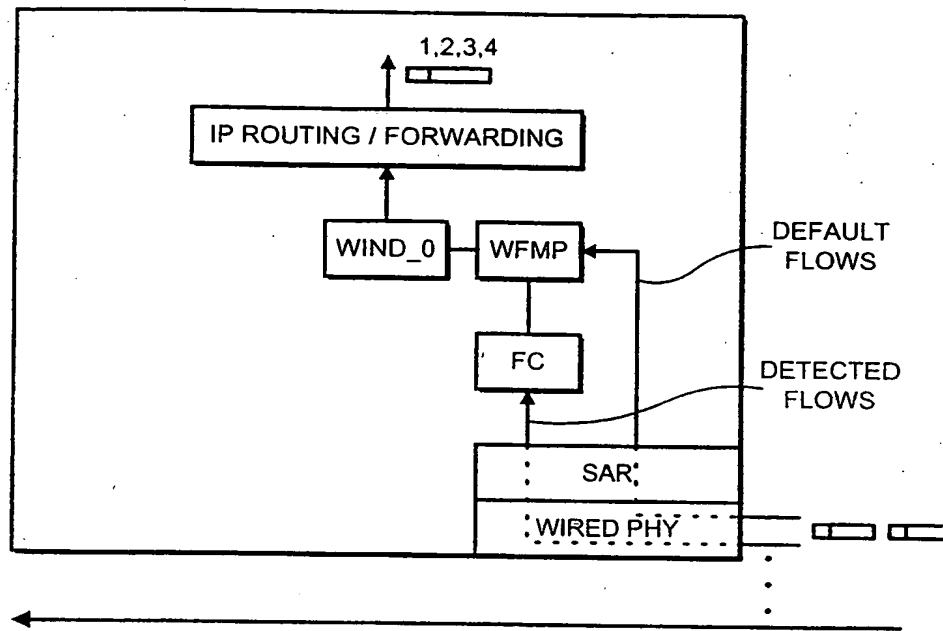 1,2,3,4
IP ROUTING / FORWARDING
WIND_0
WFMP
DEFAULT
FLOWS
FC
DETECTED
FLOWS
SAR
WIRED PHY